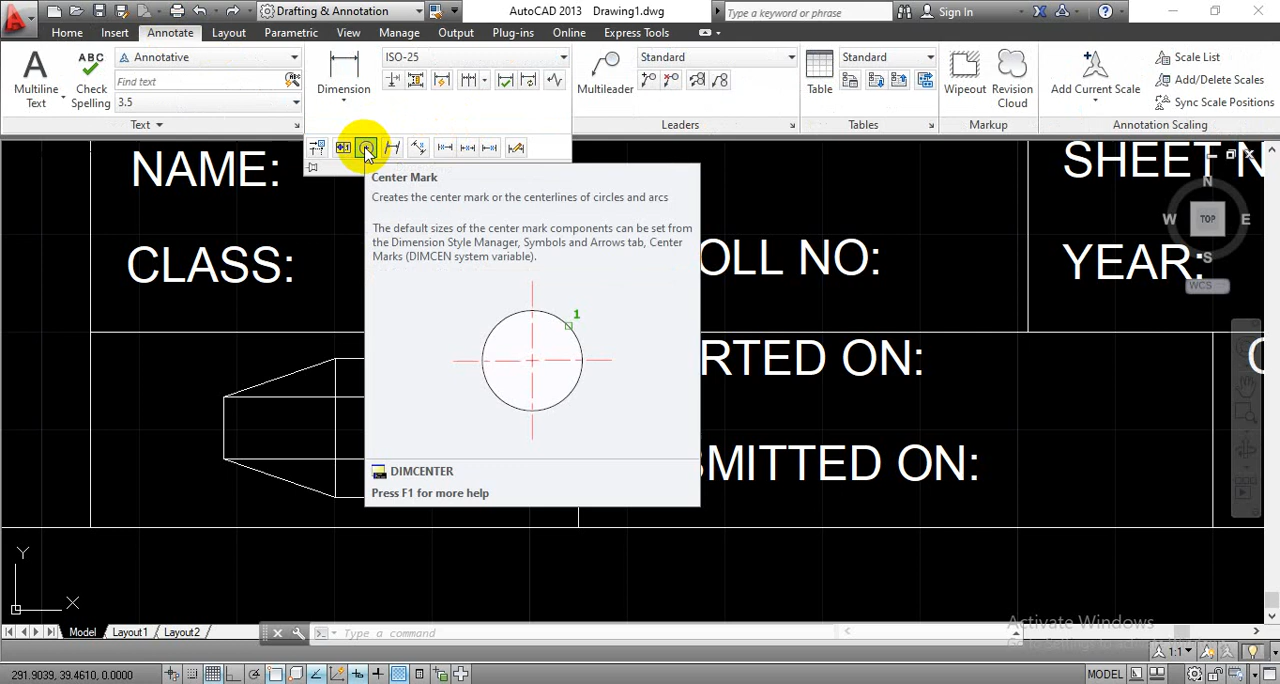 Drafting & Annotation
AutoCAD 2013 Drawing1.dwg
Type a keyword or phrase
Sign In
Home Insert Annotate Layout Parametric View Manage Output Plug-ins Online Express Tools
Multiline Text
ABC
Check Spelling
Annotative
Find text
3.5
Text
Dimension
ISO-25
Multileader
Standard
Leaders
Table
Standard
Tables
Wipeout
Revision Cloud
Markup
Add Current Scale
Scale List
Add/Delete Scales
Sync Scale Positions
Annotation Scaling
NAME:
SHEET N
CLASS:
OLL NO:
YEAR:
RTED ON:
MITTED ON:
N
W TOP E
S
WCS
Center Mark
Creates the center mark or the centerlines of circles and arcs
The default sizes of the center mark components can be set from
the Dimension Style Manager, Symbols and Arrows tab, Center
Marks (DIMCEN system variable).
1
DIMCENTER
Press F1 for more help
Y
X
Model Layout1 Layout2
Type a command
Activate Windows
1:1
291.9039, 39.4610, 0.0000
MODEL